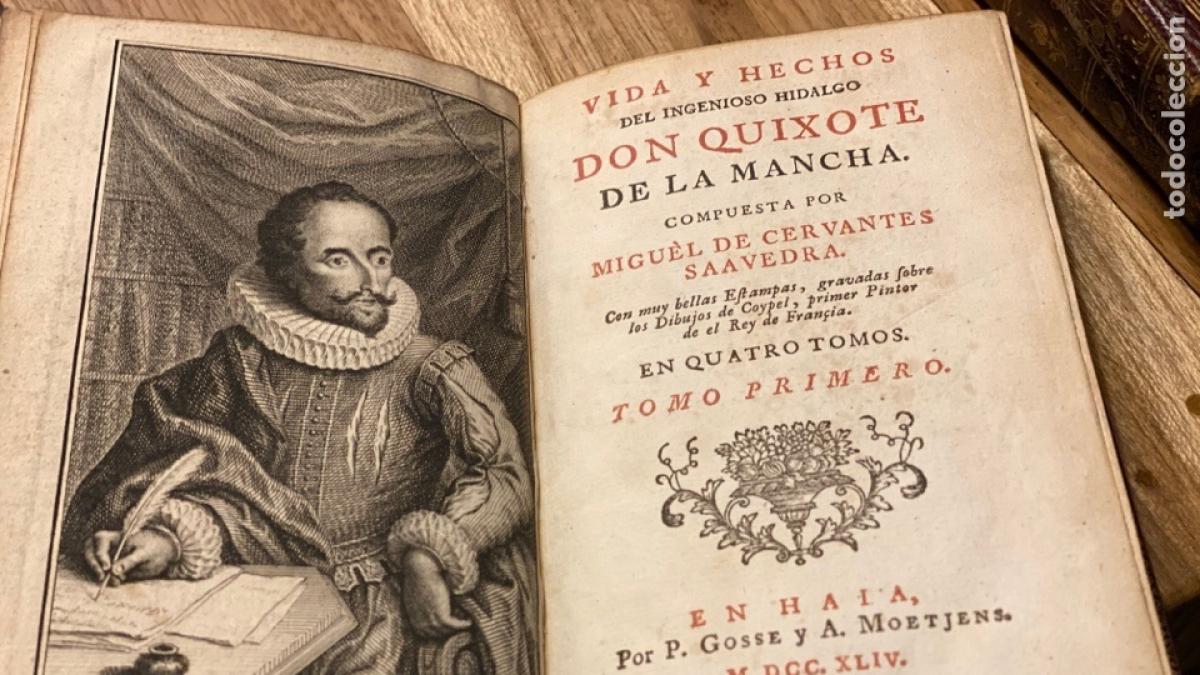 VIDA Y HECHOS
DEL INGENIOSO HIDALGO
DON QUIXOTE
DE LA MANCHA.
COMPUESTA POR
MIGUÈL DE CERVANTES
SAAVEDRA.
Con muy bellas Eſtampas, gravadas ſobre
los Dibujos de Coypel, primer Pintor
de el Rey de Françia.
EN QUATRO TOMOS.
TOMO PRIMERO.
EN HAIA,
Por P. Gosse y A. Moetjens.
M. DCC. XLIV.
todocoleccion